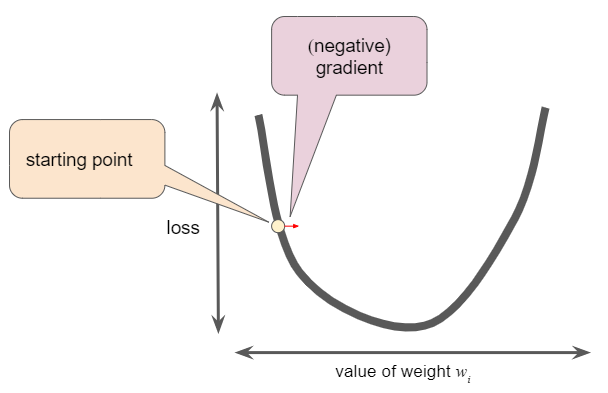 (negative)
gradient
starting point
loss
value of weight wᵢ